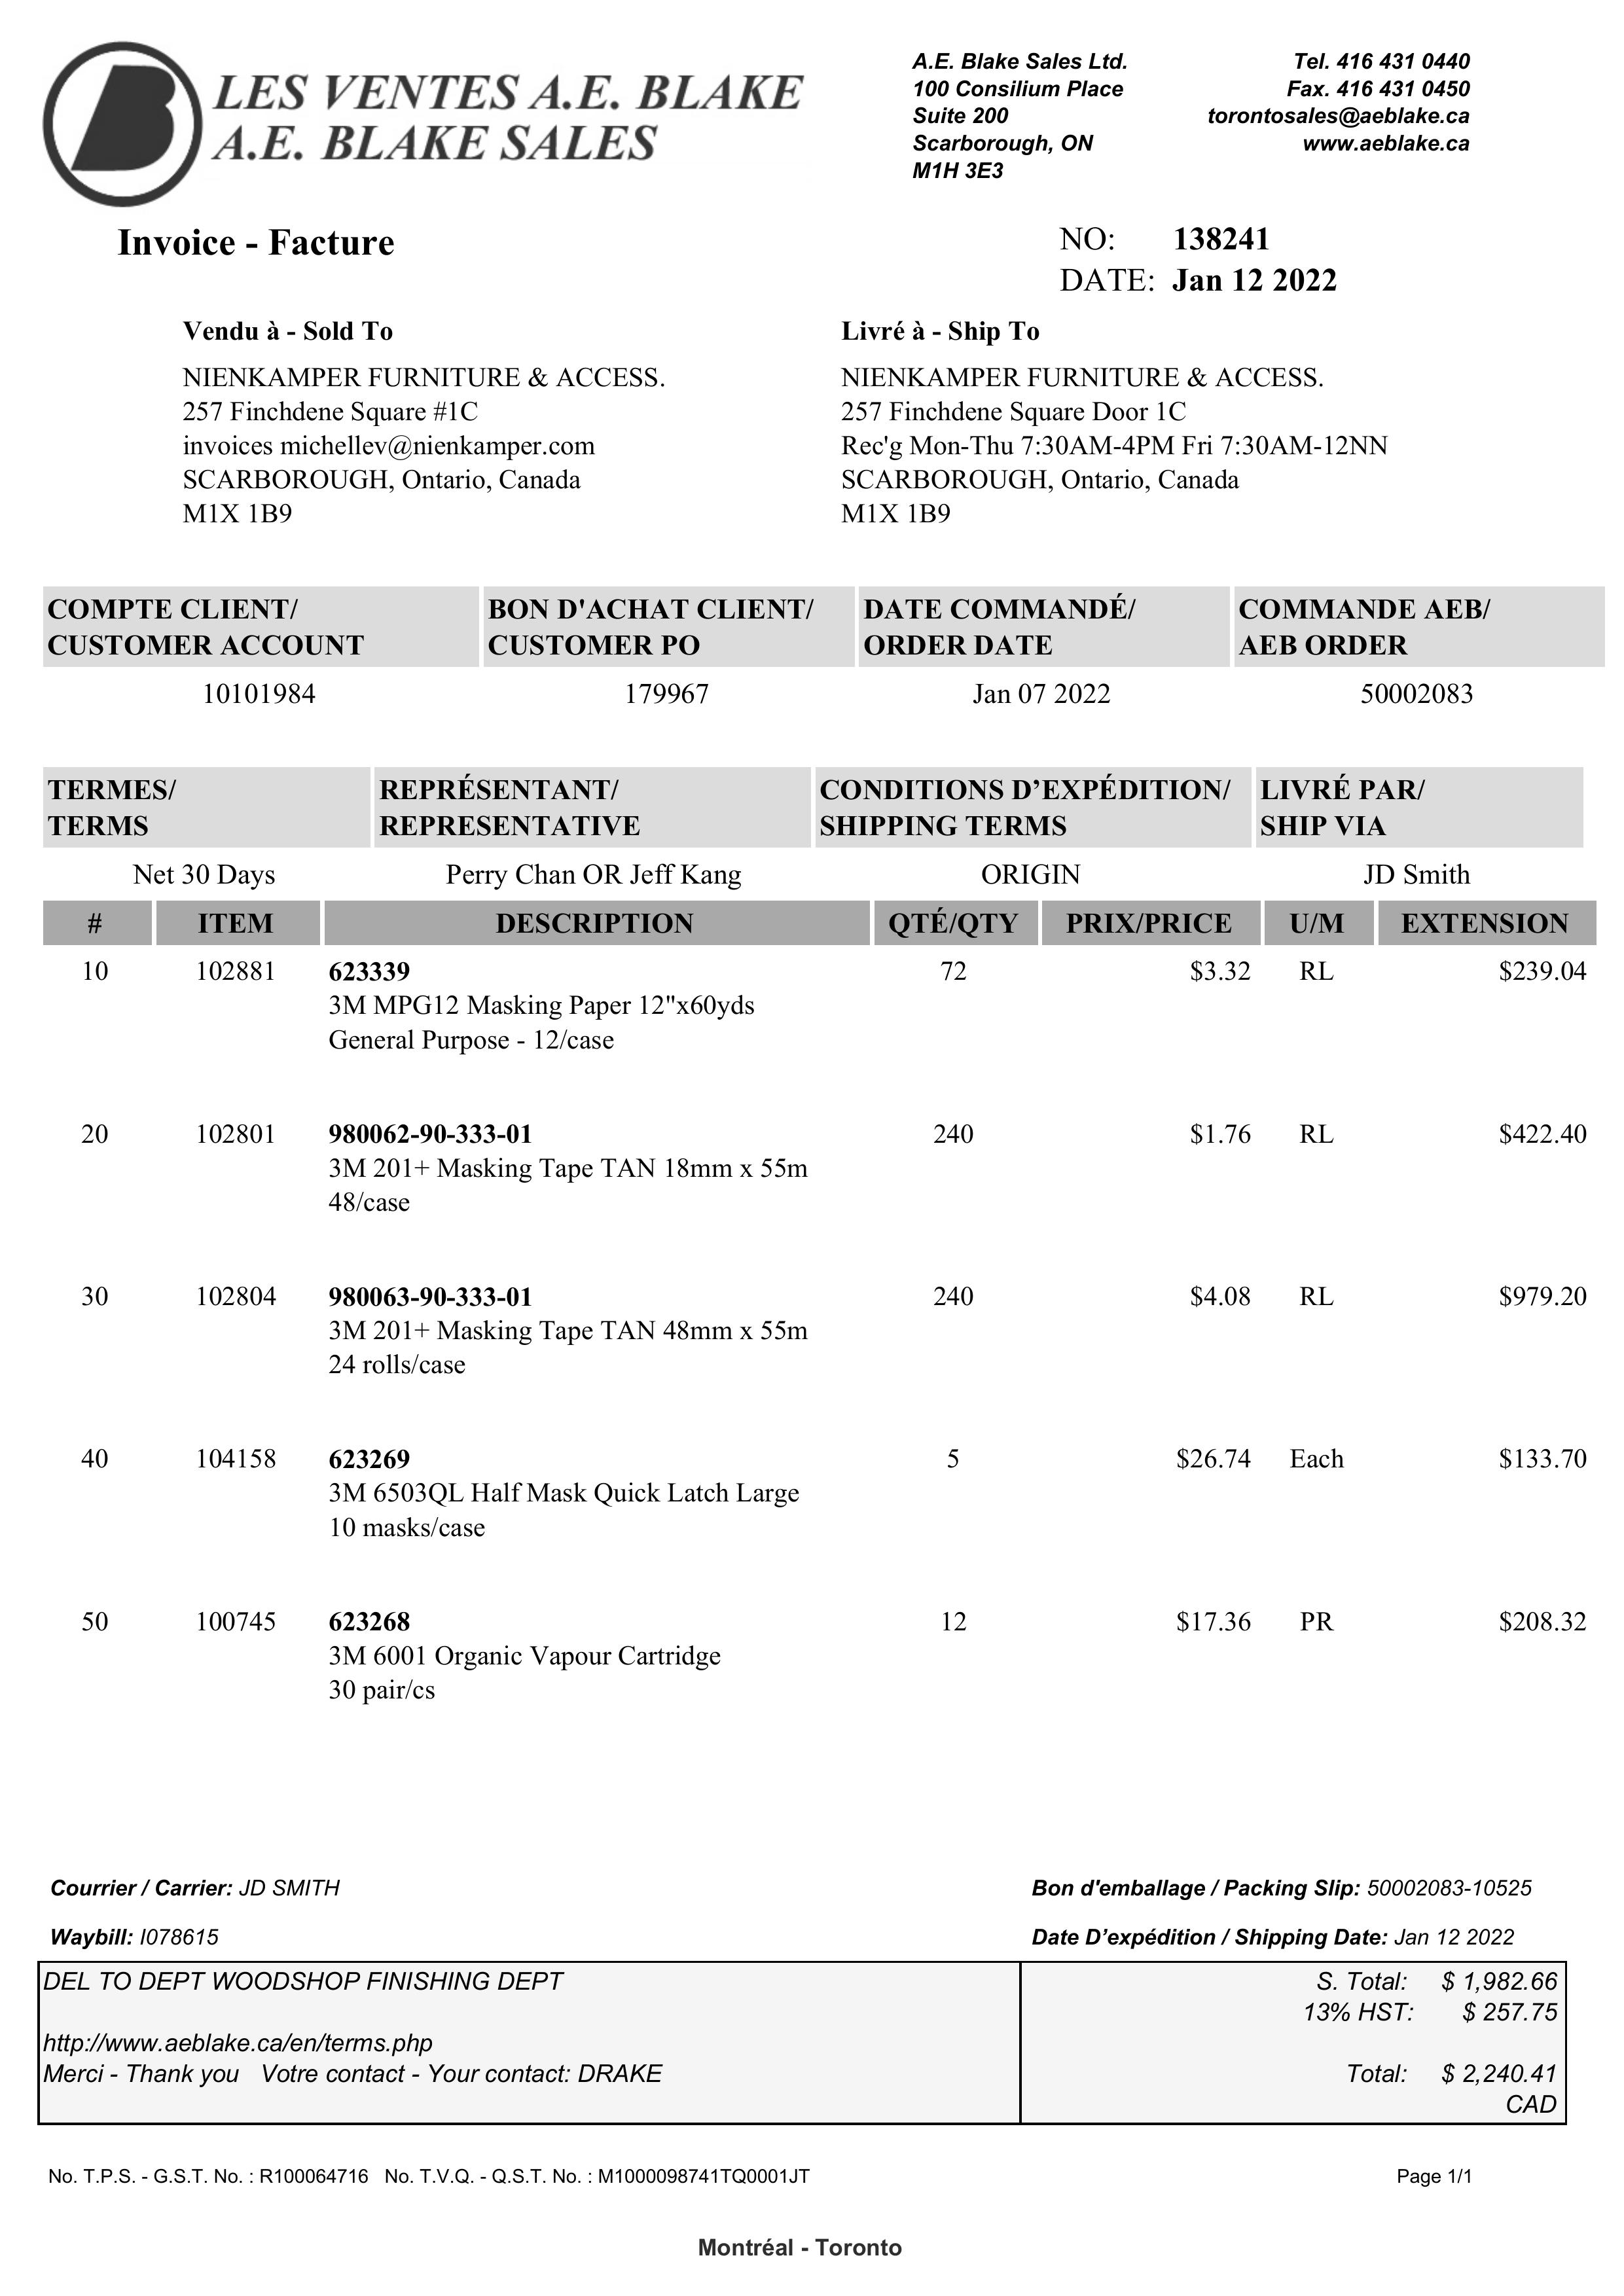 LES VENTES A.E. BLAKE
A.E. BLAKE SALES
A.E. Blake Sales Ltd. Tel. 416 431 0440
100 Consilium Place Fax. 416 431 0450
Suite 200 torontosales@aeblake.ca
Scarborough, ON www.aeblake.ca
M1H 3E3
Invoice - Facture
NO: 138241
DATE: Jan 12 2022
Vendu à - Sold To
NIENKAMPER FURNITURE & ACCESS.
257 Finchdene Square #1C
invoices michellev@nienkamper.com
SCARBOROUGH, Ontario, Canada
M1X 1B9
Livré à - Ship To
NIENKAMPER FURNITURE & ACCESS.
257 Finchdene Square Door 1C
Rec'g Mon-Thu 7:30AM-4PM Fri 7:30AM-12NN
SCARBOROUGH, Ontario, Canada
M1X 1B9
COMPTE CLIENT/ BON D'ACHAT CLIENT/ DATE COMMANDÉ/ COMMANDE AEB/
CUSTOMER ACCOUNT CUSTOMER PO ORDER DATE AEB ORDER
10101984 179967 Jan 07 2022 50002083
TERMES/ REPRÉSENTANT/ CONDITIONS D’EXPÉDITION/ LIVRÉ PAR/
TERMS REPRESENTATIVE SHIPPING TERMS SHIP VIA
Net 30 Days Perry Chan OR Jeff Kang ORIGIN JD Smith
# ITEM DESCRIPTION QTÉ/QTY PRIX/PRICE U/M EXTENSION
10 102881 623339 72 $3.32 RL $239.04
3M MPG12 Masking Paper 12"x60yds
General Purpose - 12/case
20 102801 980062-90-333-01 240 $1.76 RL $422.40
3M 201+ Masking Tape TAN 18mm x 55m
48/case
30 102804 980063-90-333-01 240 $4.08 RL $979.20
3M 201+ Masking Tape TAN 48mm x 55m
24 rolls/case
40 104158 623269 5 $26.74 Each $133.70
3M 6503QL Half Mask Quick Latch Large
10 masks/case
50 100745 623268 12 $17.36 PR $208.32
3M 6001 Organic Vapour Cartridge
30 pair/cs
Courrier / Carrier: JD SMITH Bon d'emballage / Packing Slip: 50002083-10525
Waybill: I078615 Date D’expédition / Shipping Date: Jan 12 2022
DEL TO DEPT WOODSHOP FINISHING DEPT S. Total: $ 1,982.66
13% HST: $ 257.75
http://www.aeblake.ca/en/terms.php
Merci - Thank you Votre contact - Your contact: DRAKE Total: $ 2,240.41
CAD
No. T.P.S. - G.S.T. No. : R100064716 No. T.V.Q. - Q.S.T. No. : M1000098741TQ0001JT Page 1/1
Montréal - Toronto